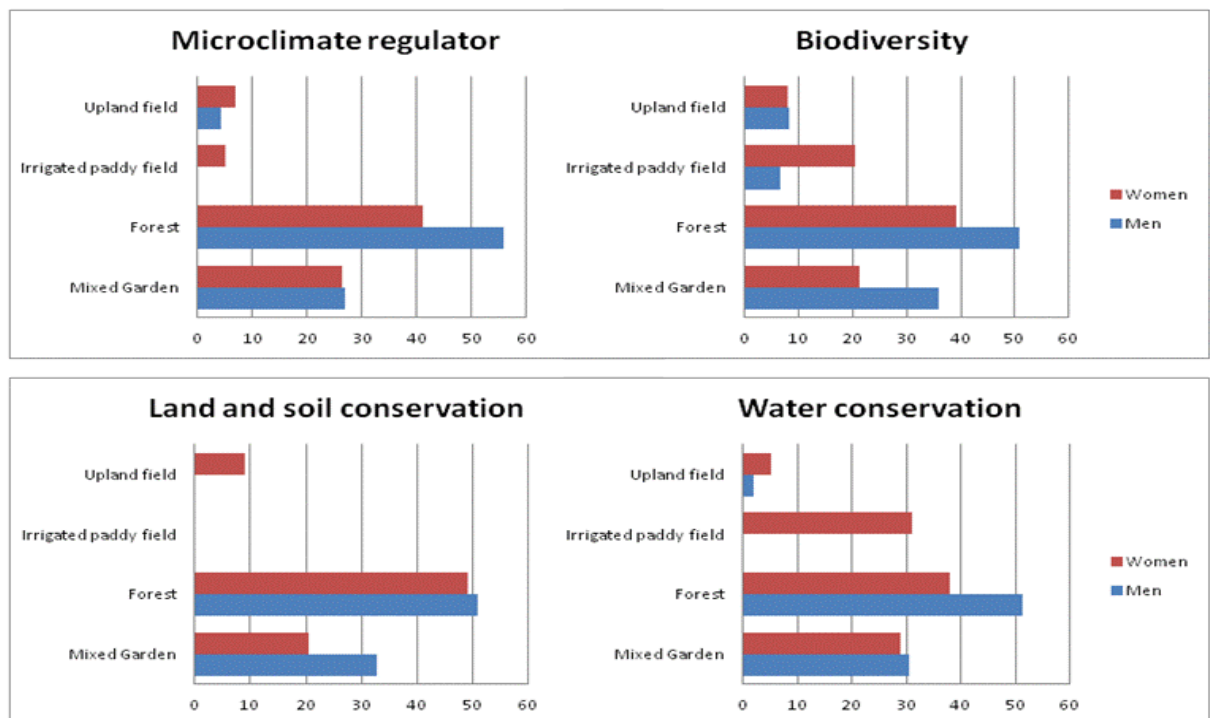 Microclimate regulator
Upland field
Irrigated paddy field
Forest
Mixed Garden
0 10 20 30 40 50 60
Biodiversity
Upland field
Irrigated paddy field
Forest
Mixed Garden
0 10 20 30 40 50 60
Women
Men
Land and soil conservation
Upland field
Irrigated paddy field
Forest
Mixed Garden
0 10 20 30 40 50 60
Water conservation
Upland field
Irrigated paddy field
Forest
Mixed Garden
0 10 20 30 40 50 60
Women
Men